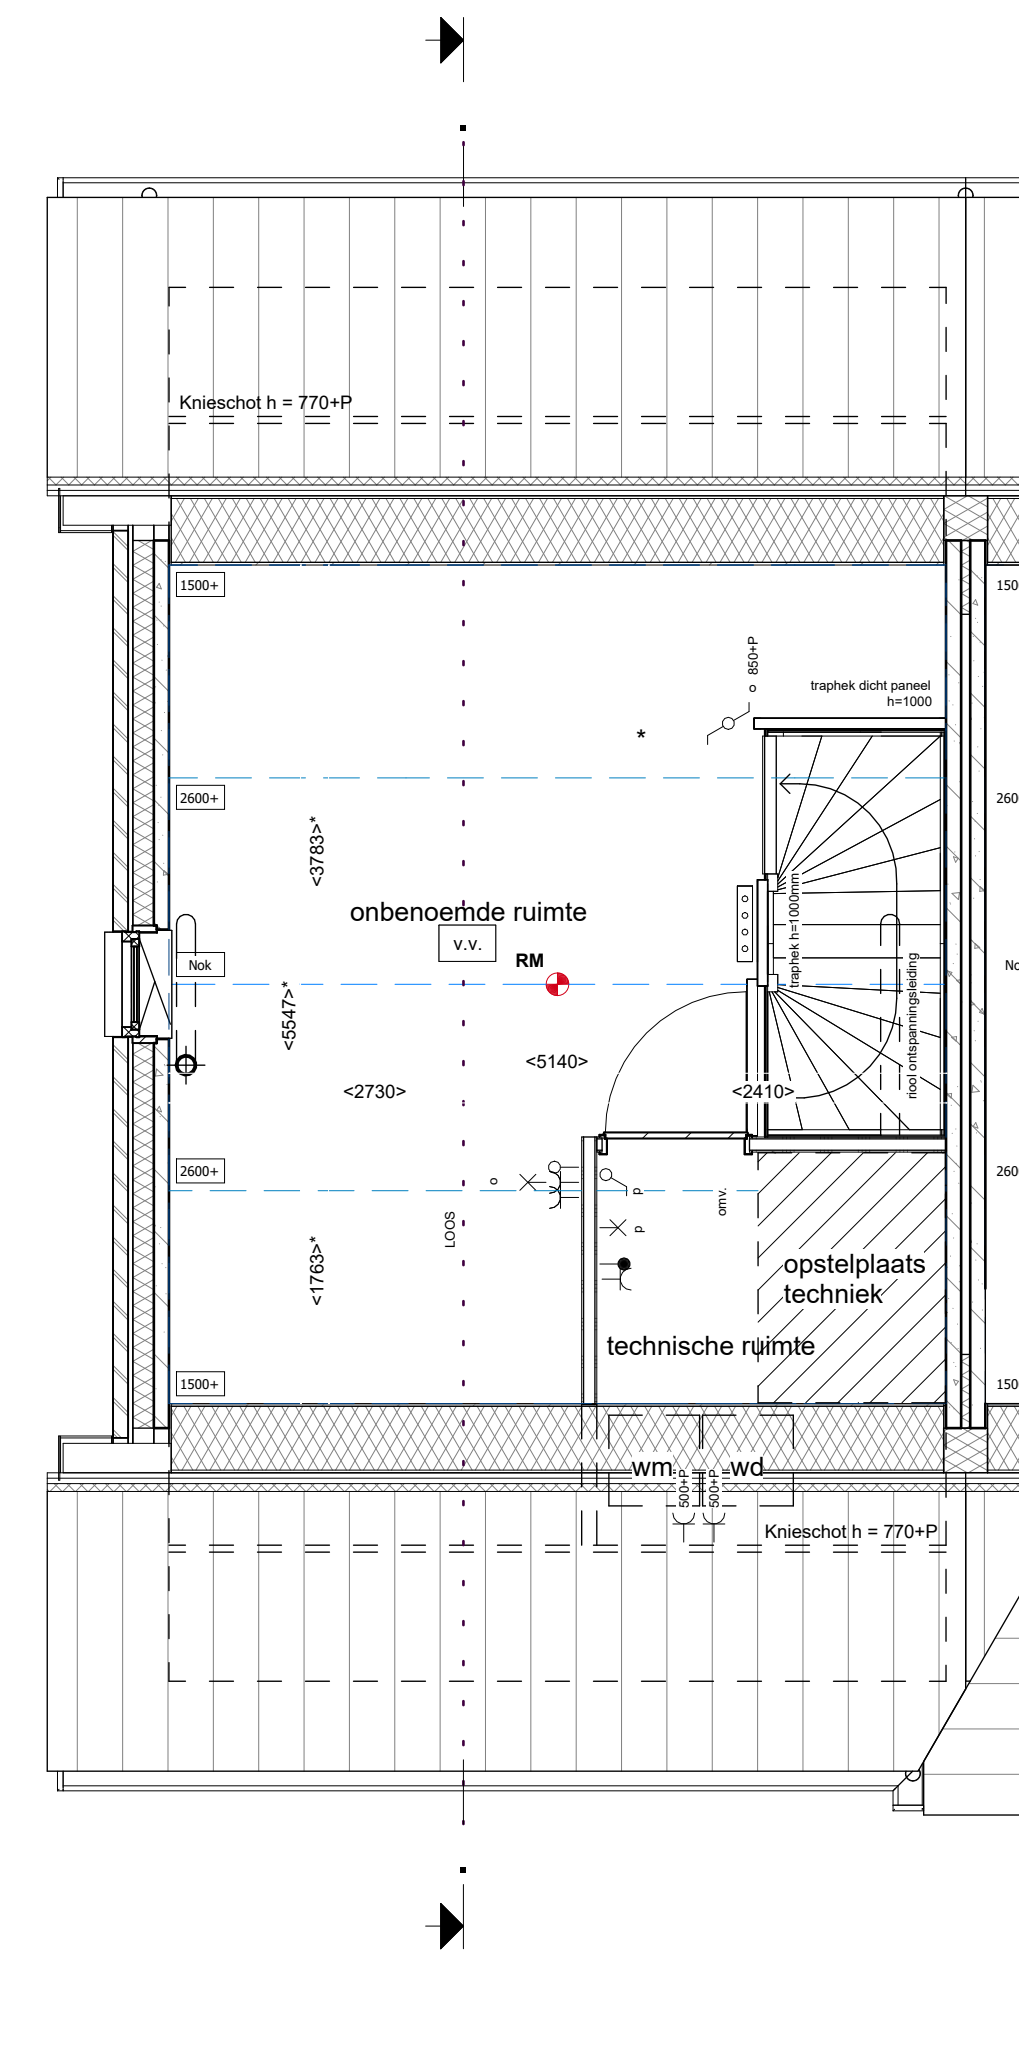 Knieschot h = 770+P
1500+
150
850+P
o
traphek dicht paneel
h=1000
*
2600+
260
<3783>*
traphek h=1000mm
onbenoemde ruimte
v.v.
RM
Nok
No
riool ontspanningsleiding
<5547>*
<5140>
<2730>
<2410>
2600+
260
o
p
omv.
LOOS
p
<1763>*
opstelplaats
techniek
technische ruimte
1500+
150
wm
wd
500+P
500+P
Knieschot h = 770+P